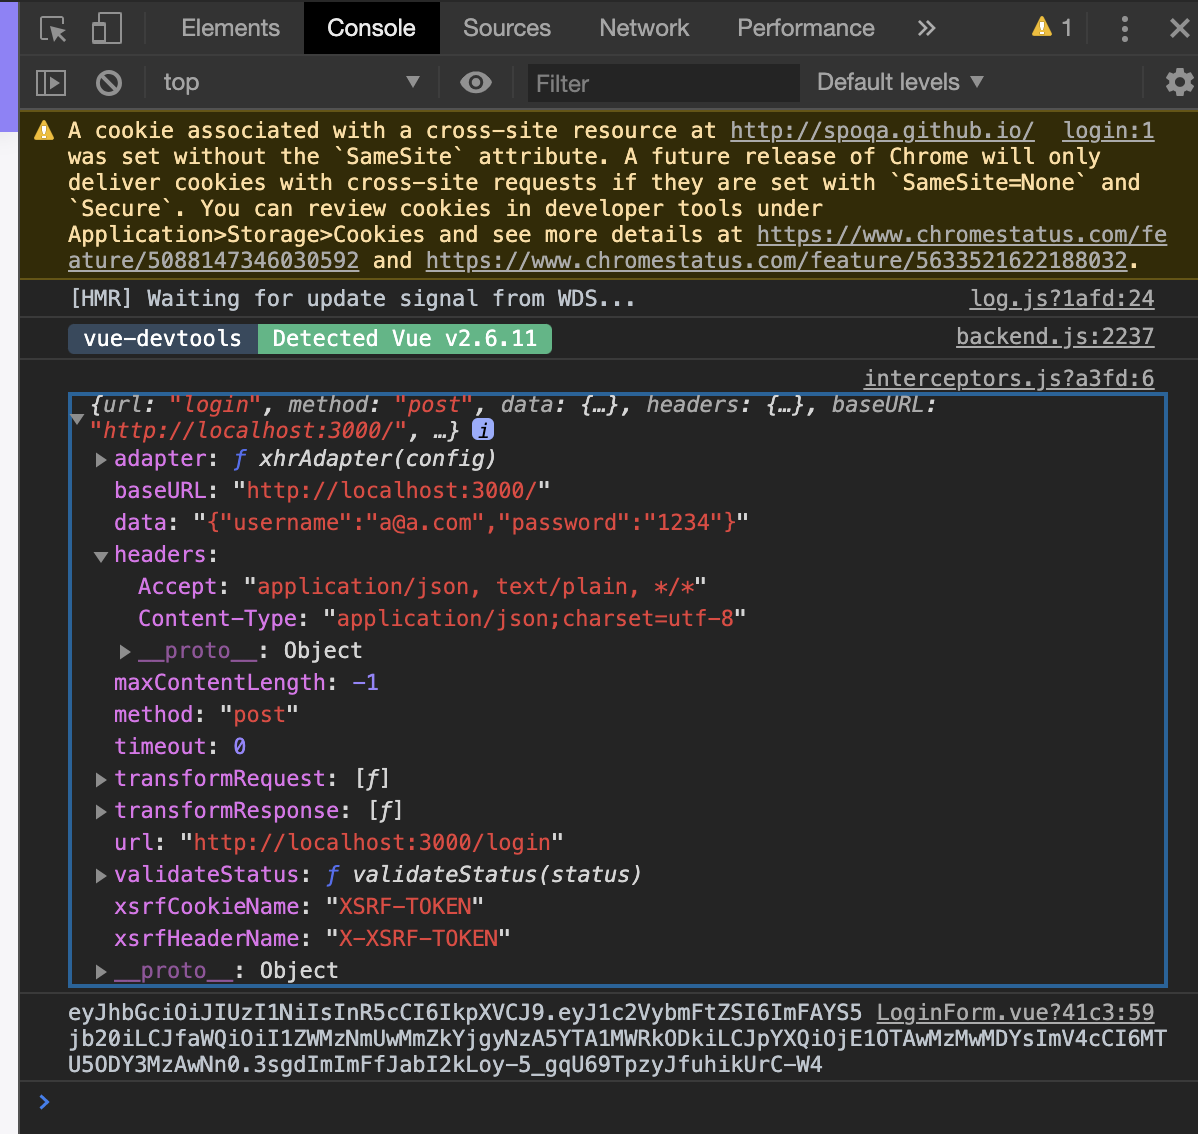 Elements Console Sources Network Performance » 1
top Filter Default levels
A cookie associated with a cross-site resource at http://spoqa.github.io/ login:1
was set without the `SameSite` attribute. A future release of Chrome will only
deliver cookies with cross-site requests if they are set with `SameSite=None` and
`Secure`. You can review cookies in developer tools under
Application>Storage>Cookies and see more details at https://www.chromestatus.com/fe
ature/5088147346030592 and https://www.chromestatus.com/feature/5633521622188032.
[HMR] Waiting for update signal from WDS... log.js?1afd:24
vue-devtools Detected Vue v2.6.11 backend.js:2237
interceptors.js?a3fd:6
{url: "login", method: "post", data: {…}, headers: {…}, baseURL:
"http://localhost:3000/", …} i
adapter: ƒ xhrAdapter(config)
baseURL: "http://localhost:3000/"
data: "{"username":"a@a.com","password":"1234"}"
headers:
Accept: "application/json, text/plain, */*"
Content-Type: "application/json;charset=utf-8"
__proto__: Object
maxContentLength: -1
method: "post"
timeout: 0
transformRequest: [ƒ]
transformResponse: [ƒ]
url: "http://localhost:3000/login"
validateStatus: ƒ validateStatus(status)
xsrfCookieName: "XSRF-TOKEN"
xsrfHeaderName: "X-XSRF-TOKEN"
__proto__: Object
eyJhbGciOiJIUzI1NiIsInR5cCI6IkpXVCJ9.eyJ1c2VybmFtZSI6ImFAYS5 LoginForm.vue?41c3:59
jb20iLCJfaWQiOiI1ZWMzNmUwMmZkYjgyNzA5YTA1MWRkODkiLCJpYXQiOjE1OTAwMzMwMDYsImV4cCI6MT
U5ODY3MzAwNn0.3sgdImImFfJabI2kLoy-5_gqU69TpzyJfuhikUrC-W4